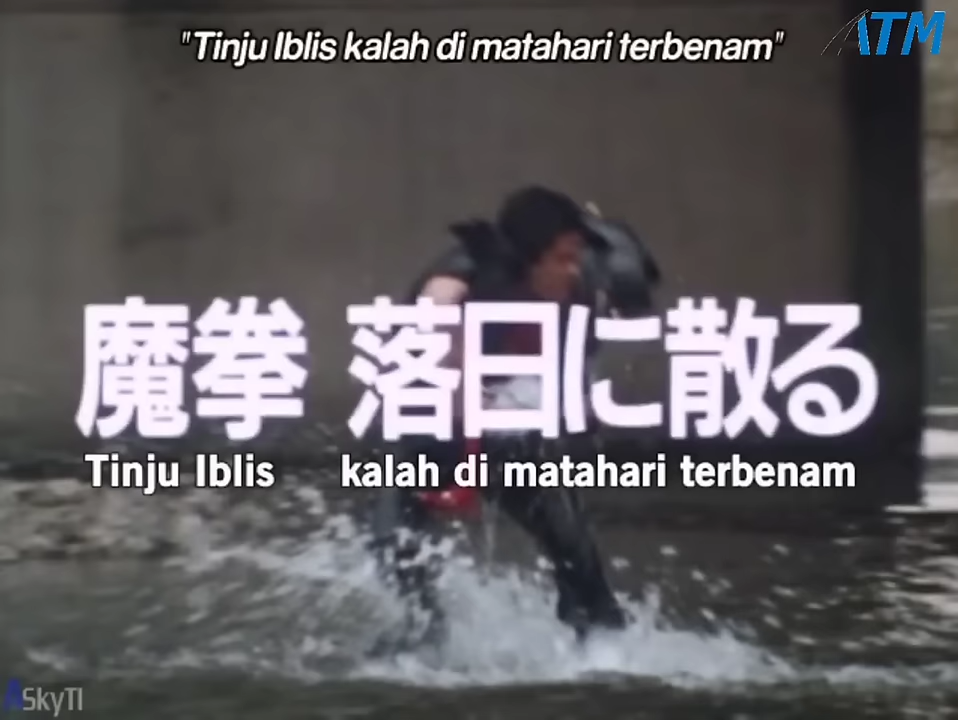 "Tinju Iblis kalah di matahari terbenam"
ATM
魔拳 落日に散る
Tinju Iblis kalah di matahari terbenam
ASkyTI